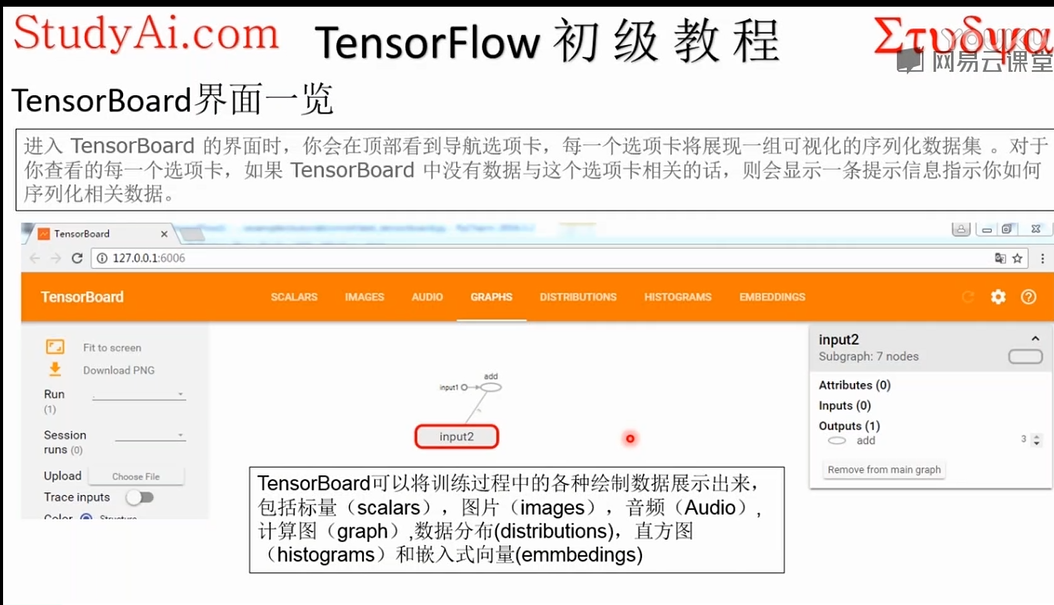 StudyAi.com
TensorFlow 初 级 教 程
Στυδψα
YOUKU
网易云课堂
TensorBoard界面一览
进入 TensorBoard 的界面时，你会在顶部看到导航选项卡，每一个选项卡将展现一组可视化的序列化数据集 。对于
你查看的每一个选项卡，如果 TensorBoard 中没有数据与这个选项卡相关的话，则会显示一条提示信息指示你如何
序列化相关数据。
TensorBoard
127.0.0.1:6006
TensorBoard SCALARS IMAGES AUDIO GRAPHS DISTRIBUTIONS HISTOGRAMS EMBEDDINGS
Fit to screen
Download PNG
Run
(1)
Session
runs (0)
Upload Choose File
Trace inputs
Color Structure
add
input1
input2
input2
Subgraph: 7 nodes
Attributes (0)
Inputs (0)
Outputs (1)
add 3
Remove from main graph
TensorBoard可以将训练过程中的各种绘制数据展示出来，
包括标量（scalars），图片（images），音频（Audio）,
计算图（graph）,数据分布(distributions)，直方图
（histograms）和嵌入式向量(emmbedings)